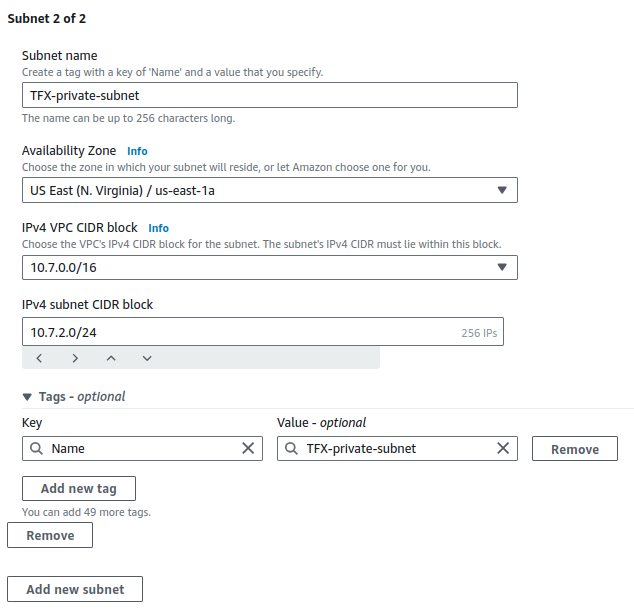 Subnet 2 of 2
Subnet name
Create a tag with a key of 'Name' and a value that you specify.
TFX-private-subnet
The name can be up to 256 characters long.
Availability Zone Info
Choose the zone in which your subnet will reside, or let Amazon choose one for you.
US East (N. Virginia) / us-east-1a
IPv4 VPC CIDR block Info
Choose the VPC's IPv4 CIDR block for the subnet. The subnet's IPv4 CIDR must lie within this block.
10.7.0.0/16
IPv4 subnet CIDR block
10.7.2.0/24 256 IPs
Tags - optional
Key Value - optional
Name TFX-private-subnet Remove
Add new tag
You can add 49 more tags.
Remove
Add new subnet